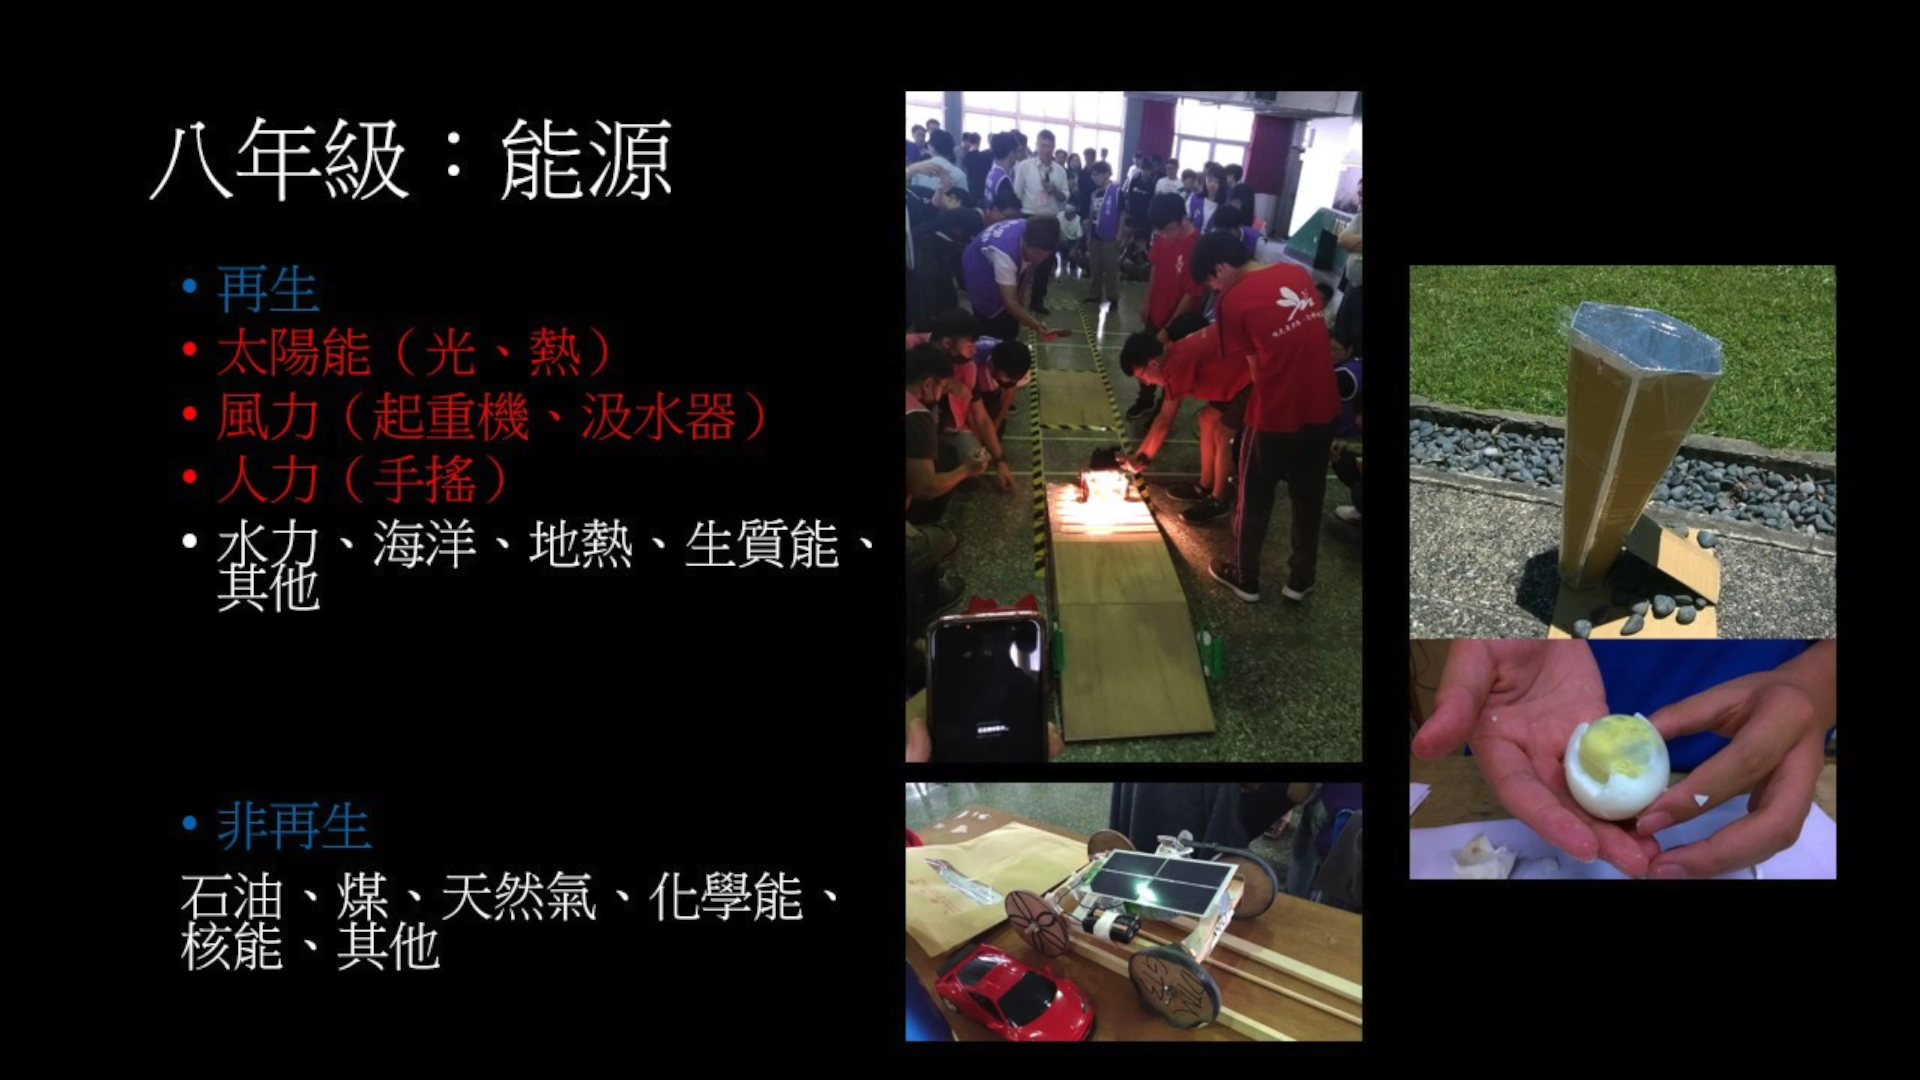 八年級：能源
• 再生
• 太陽能（光、熱）
• 風力（起重機、汲水器）
• 人力（手搖）
• 水力、海洋、地熱、生質能、
其他
• 非再生
石油、煤、天然氣、化學能、
核能、其他